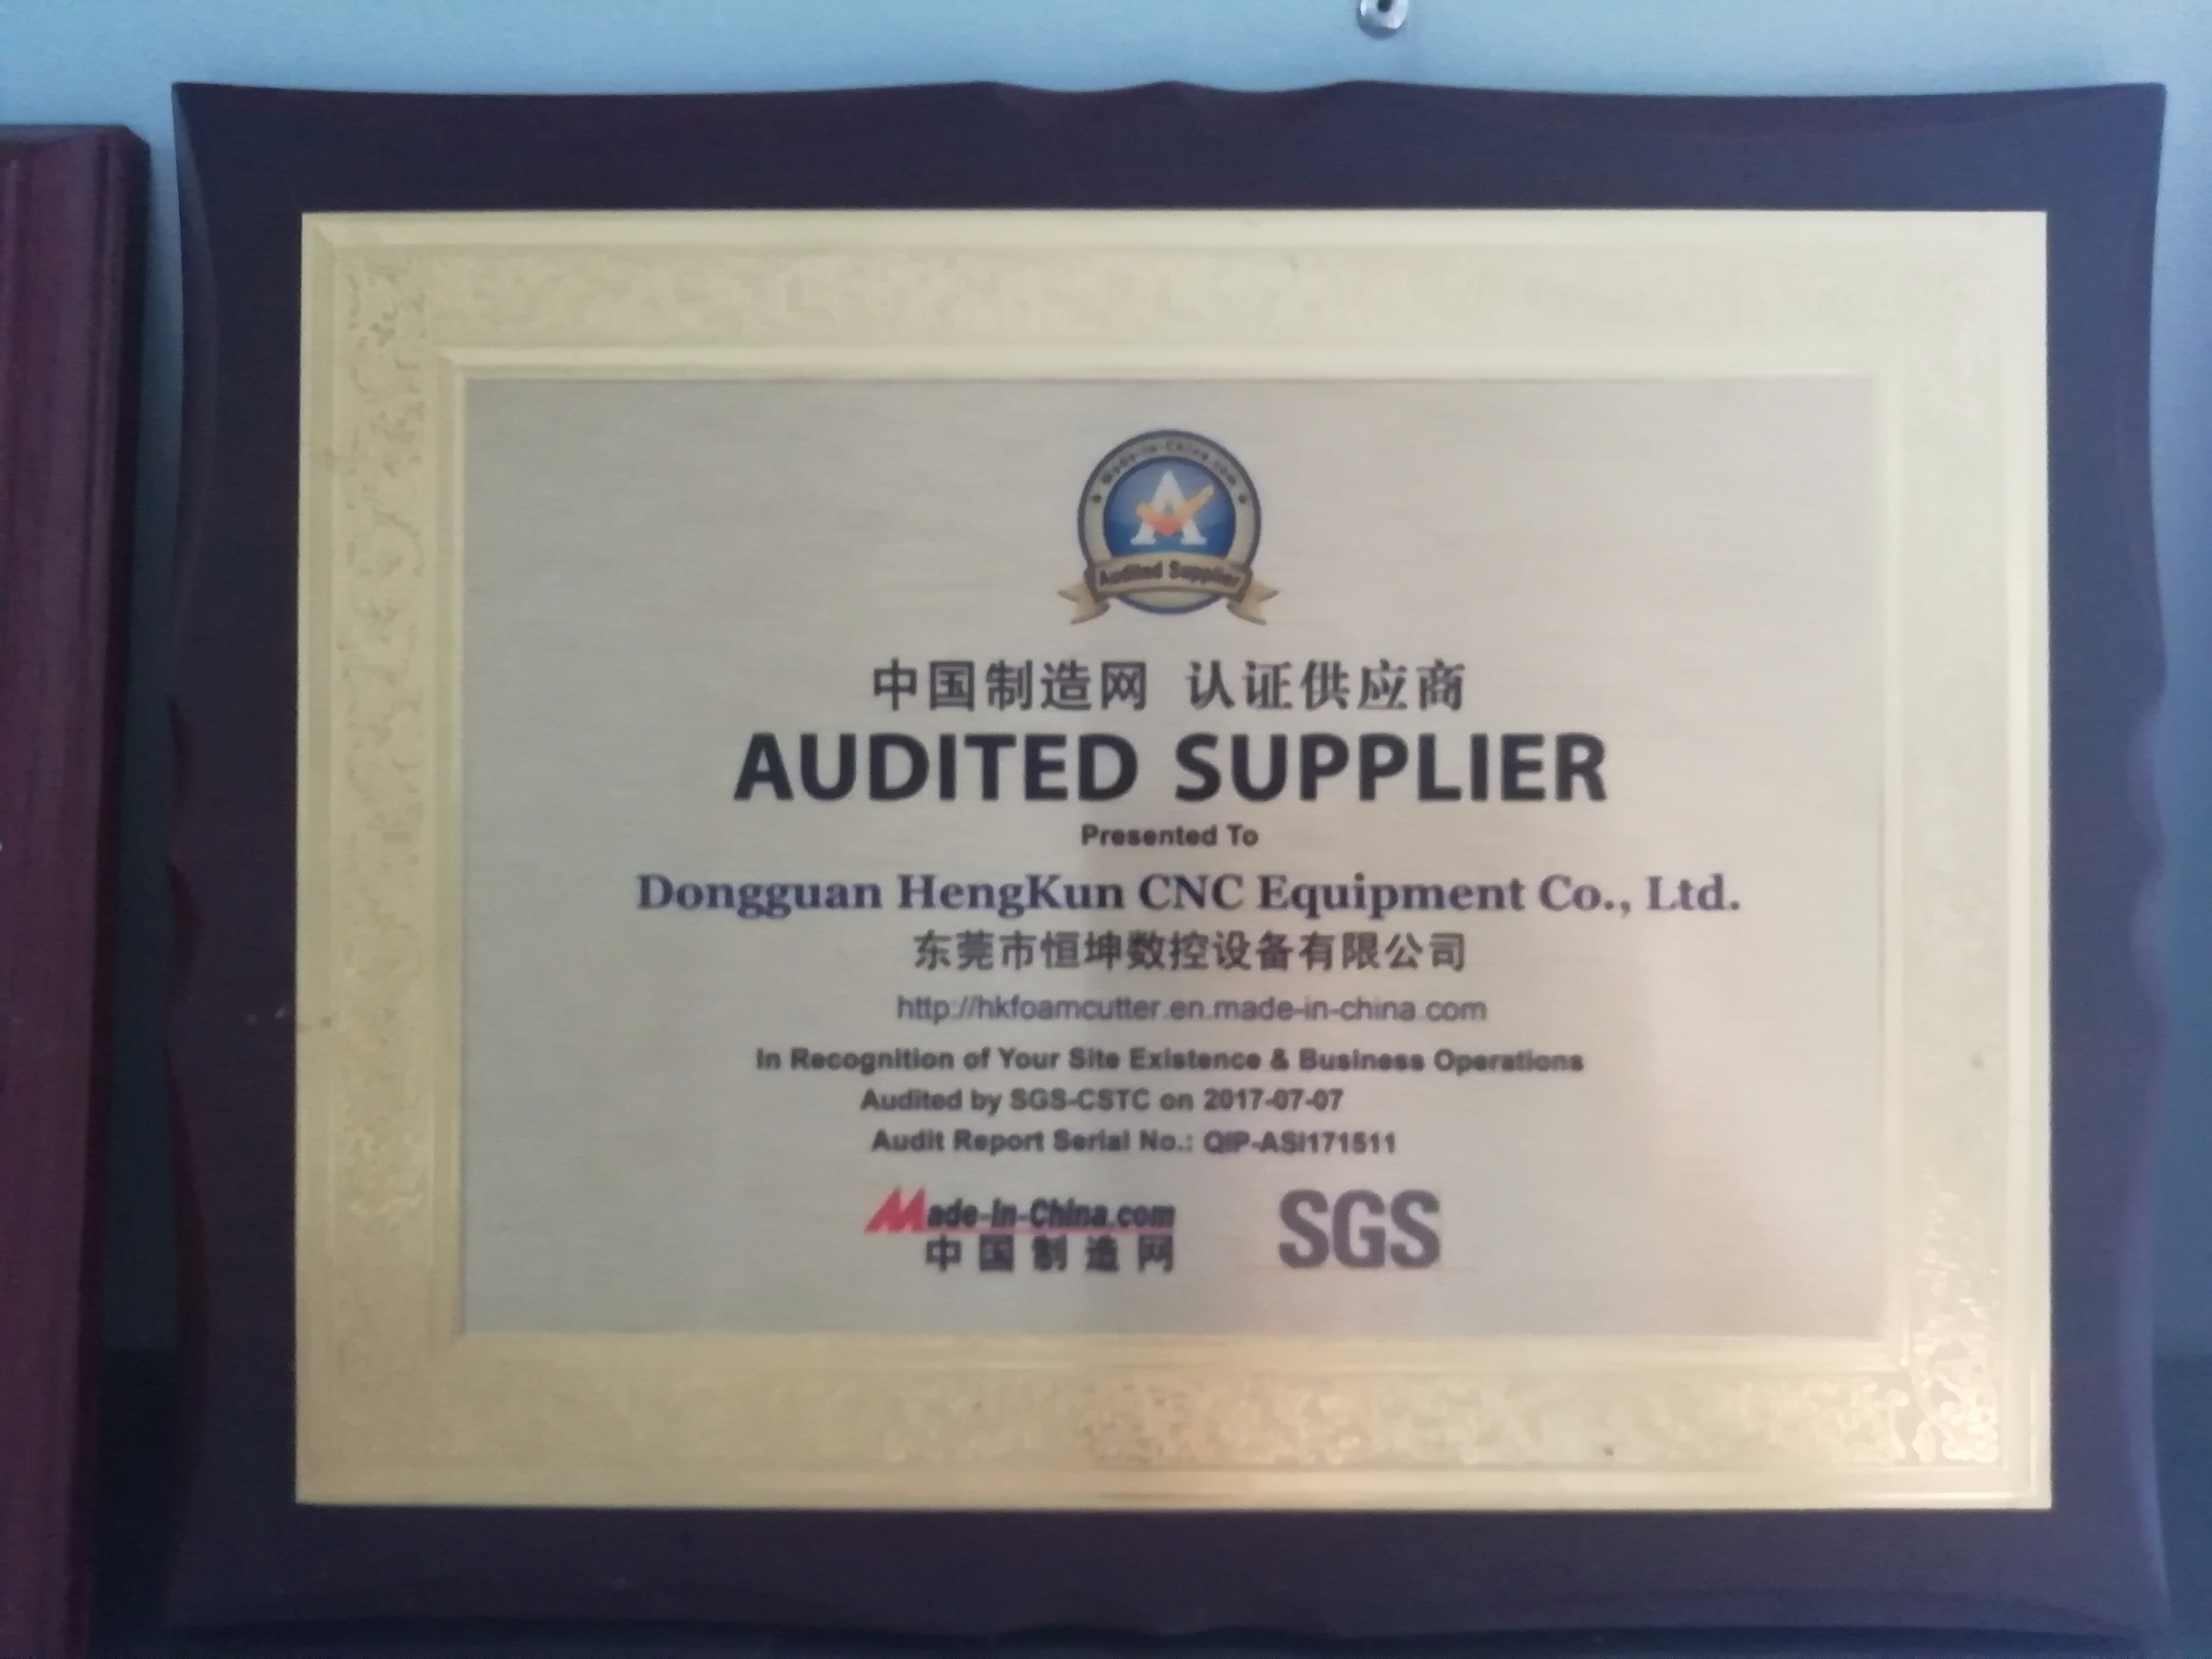 Made-in-China.com
Audited Supplier
中国制造网 认证供应商
AUDITED SUPPLIER
Presented To
Dongguan HengKun CNC Equipment Co., Ltd.
东莞市恒坤数控设备有限公司
http://hkfoamcutter.en.made-in-china.com
In Recognition of Your Site Existence & Business Operations
Audited by SGS-CSTC on 2017-07-07
Audit Report Serial No.: QIP-ASI171511
Made-in-China.com
中国制造网
SGS